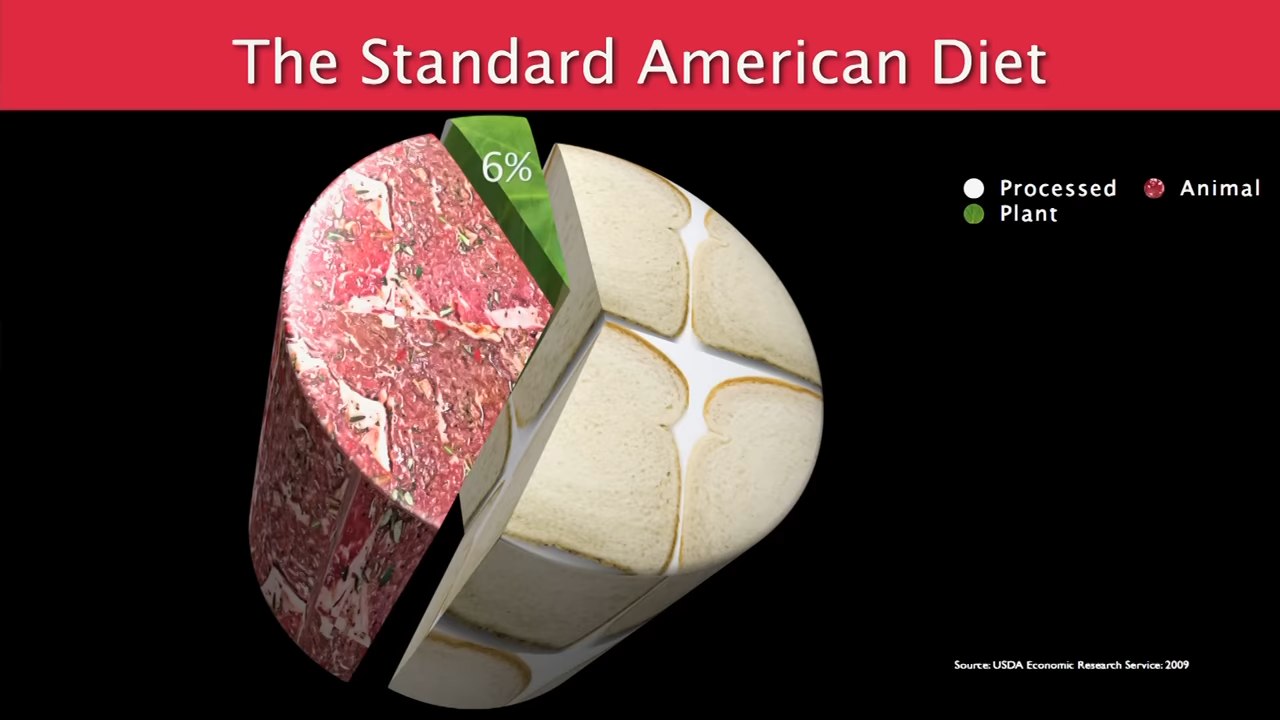 The Standard American Diet
6%
Processed Animal
Plant
Source: USDA Economic Research Service: 2009